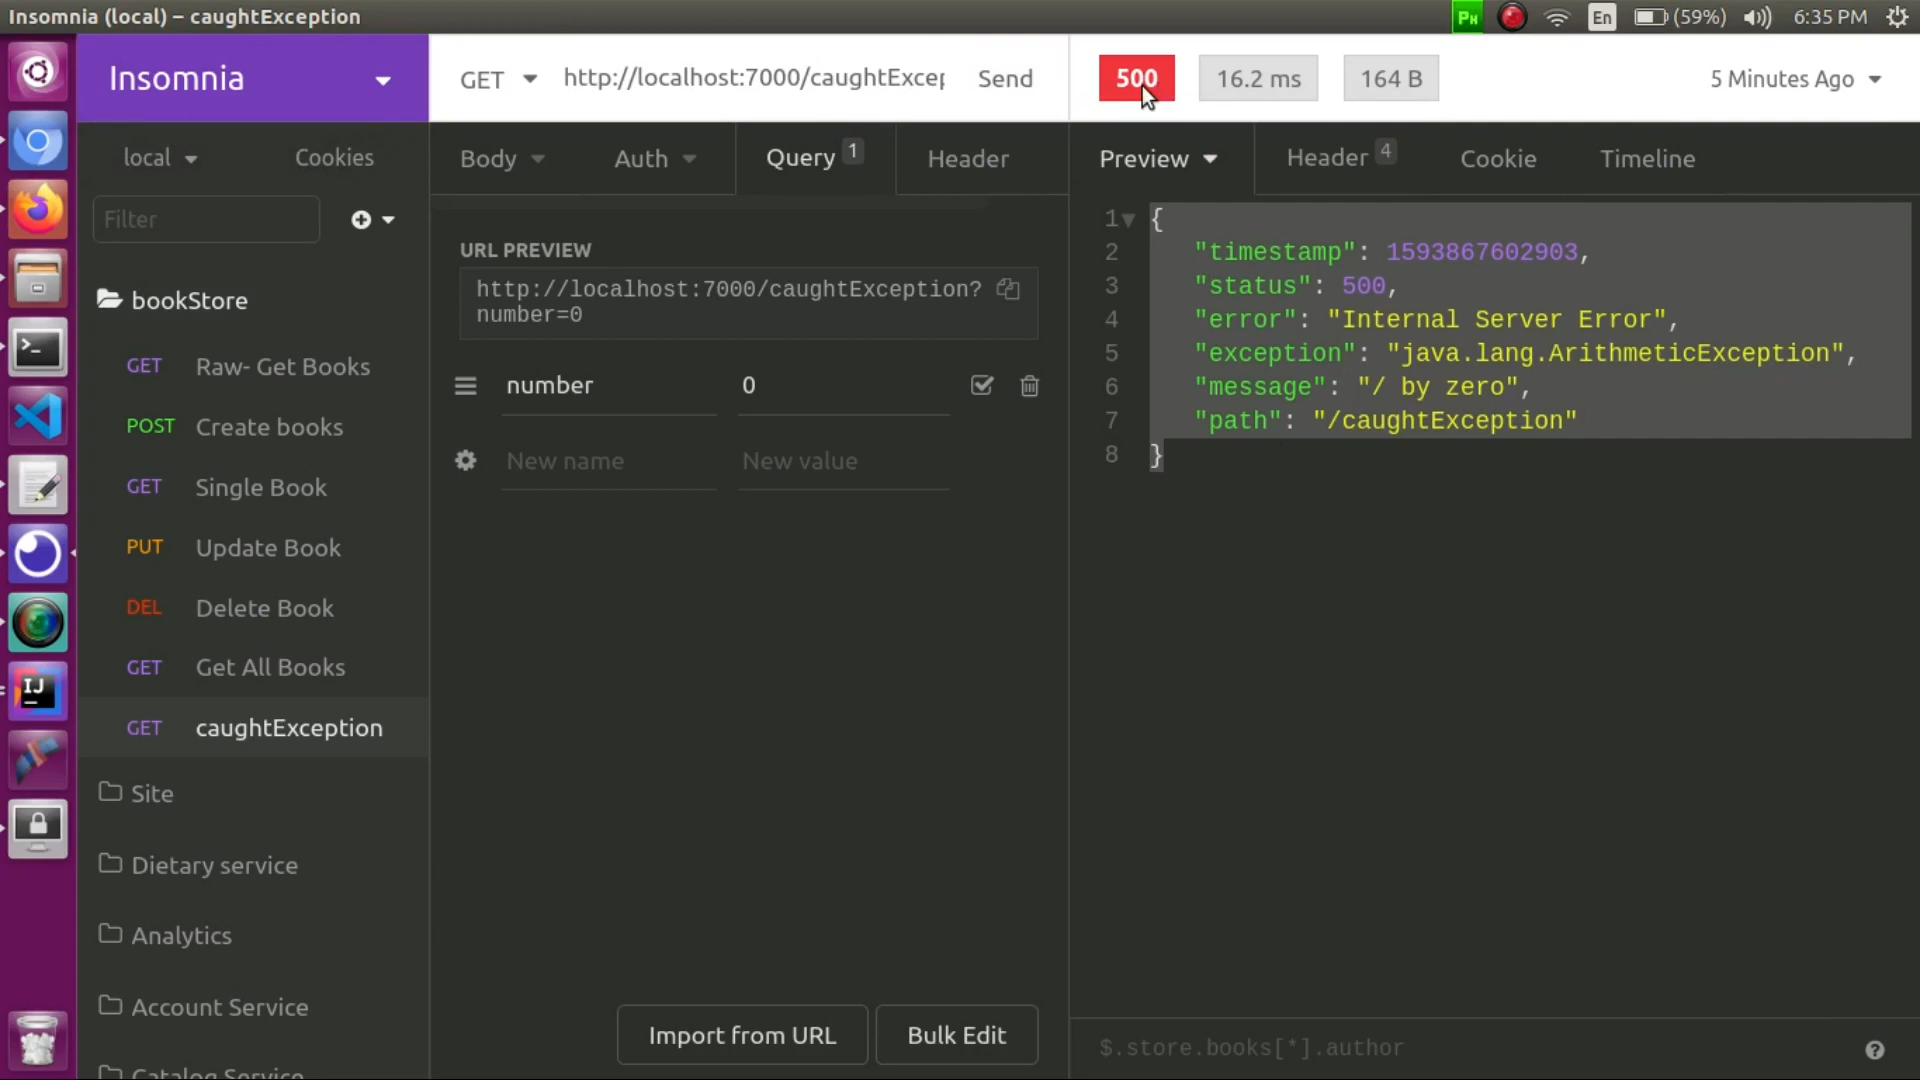 Insomnia (local) – caughtException
En
(59%)
6:35 PM
Insomnia
GET
http://localhost:7000/caughtExcep
Send
500
16.2 ms
164 B
5 Minutes Ago
local
Cookies
Body
Auth
Query 1
Header
Preview
Header 4
Cookie
Timeline
Filter
bookStore
GET Raw- Get Books
POST Create books
GET Single Book
PUT Update Book
DEL Delete Book
GET Get All Books
GET caughtException
Site
Dietary service
Analytics
Account Service
Catalog Service
URL PREVIEW
http://localhost:7000/caughtException?
number=0
number 0
New name New value
Import from URL
Bulk Edit
1 {
2 "timestamp": 1593867602903,
3 "status": 500,
4 "error": "Internal Server Error",
5 "exception": "java.lang.ArithmeticException",
6 "message": "/ by zero",
7 "path": "/caughtException"
8 }
$.store.books[*].author
IJ